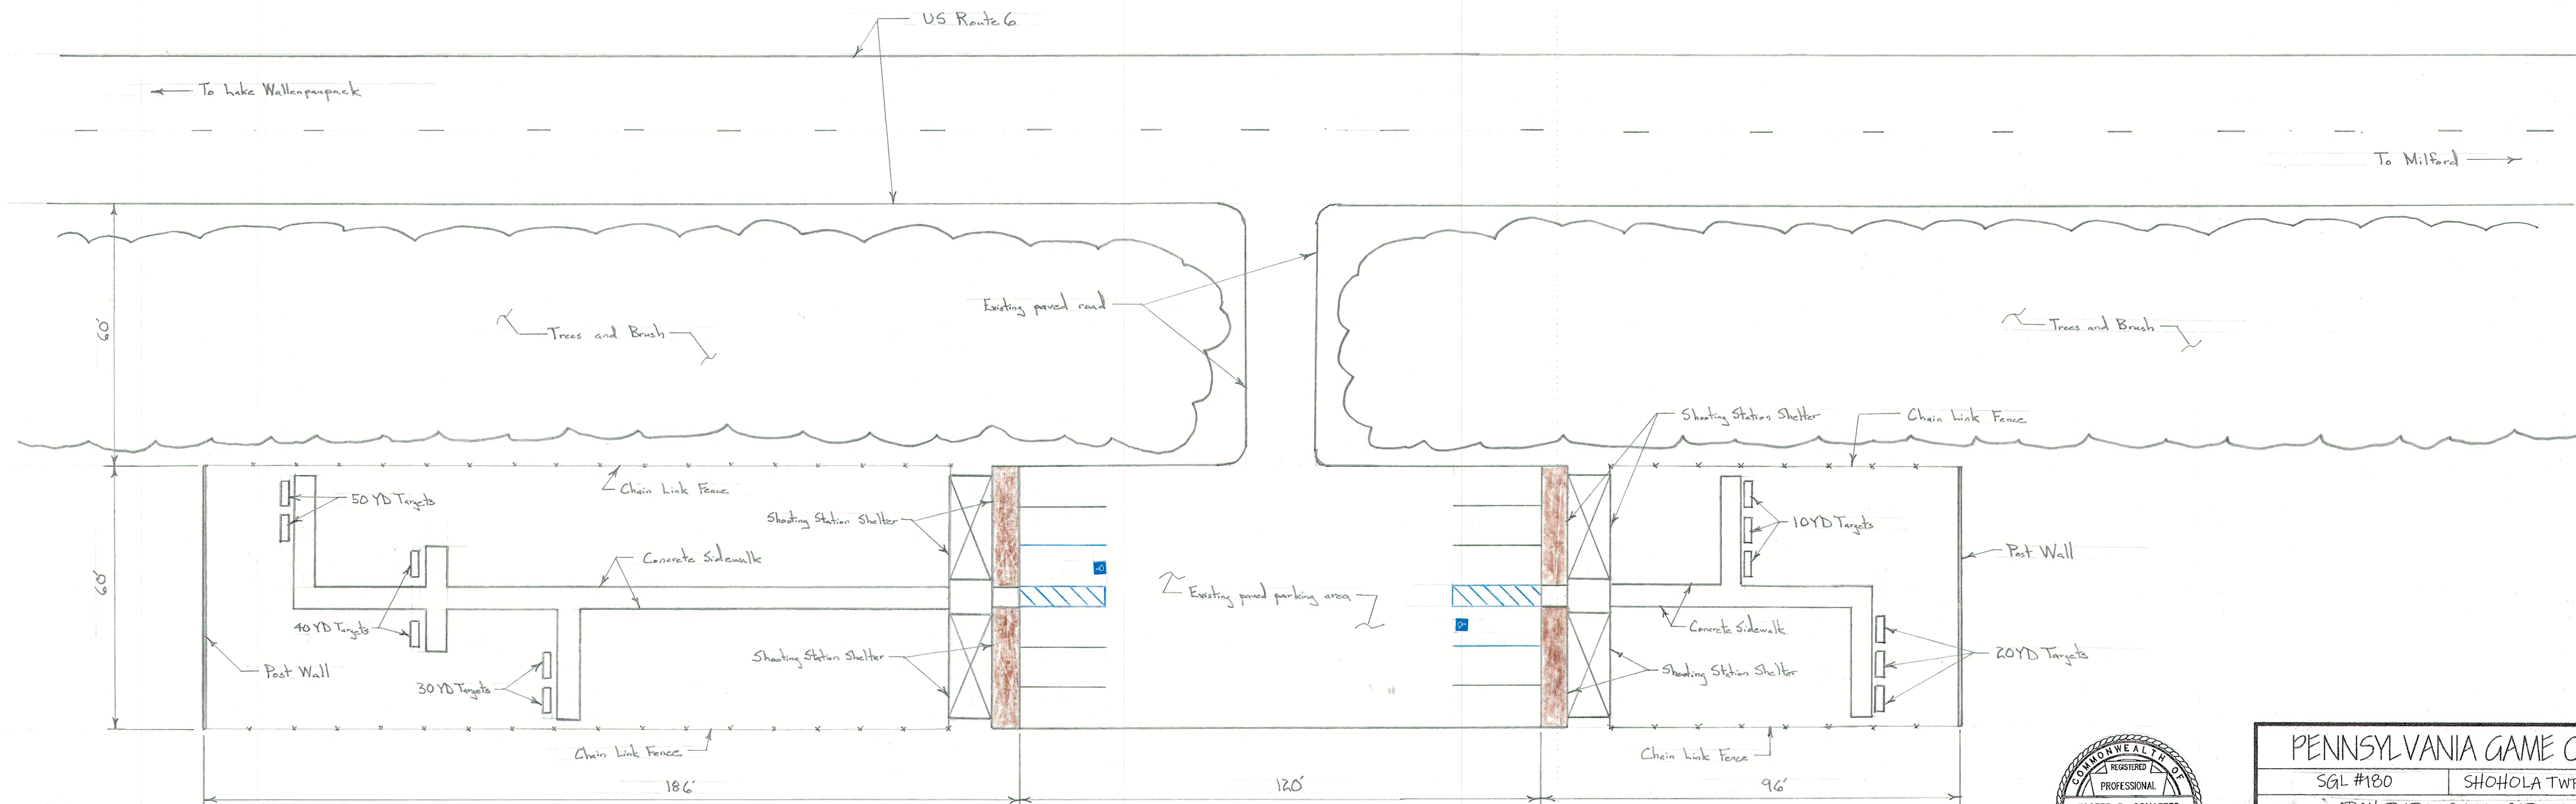 US Route 6
To Lake Wallenpaupack
To Milford
Existing paved road
60'
Trees and Brush
Trees and Brush
Shooting Station Shelter
Chain Link Fence
Chain Link Fence
50 YD Targets
Shooting Station Shelter
10 YD Targets
Concrete Sidewalk
Post Wall
60'
Existing paved parking area
40 YD Targets
Concrete Sidewalk
Shooting Station Shelter
20 YD Targets
Post Wall
30 YD Targets
Shooting Station Shelter
Chain Link Fence
Chain Link Fence
186'
120'
96'
COMMONWEALTH OF
REGISTERED
PROFESSIONAL
PENNSYLVANIA GAME C
SGL #180
SHOHOLA TW